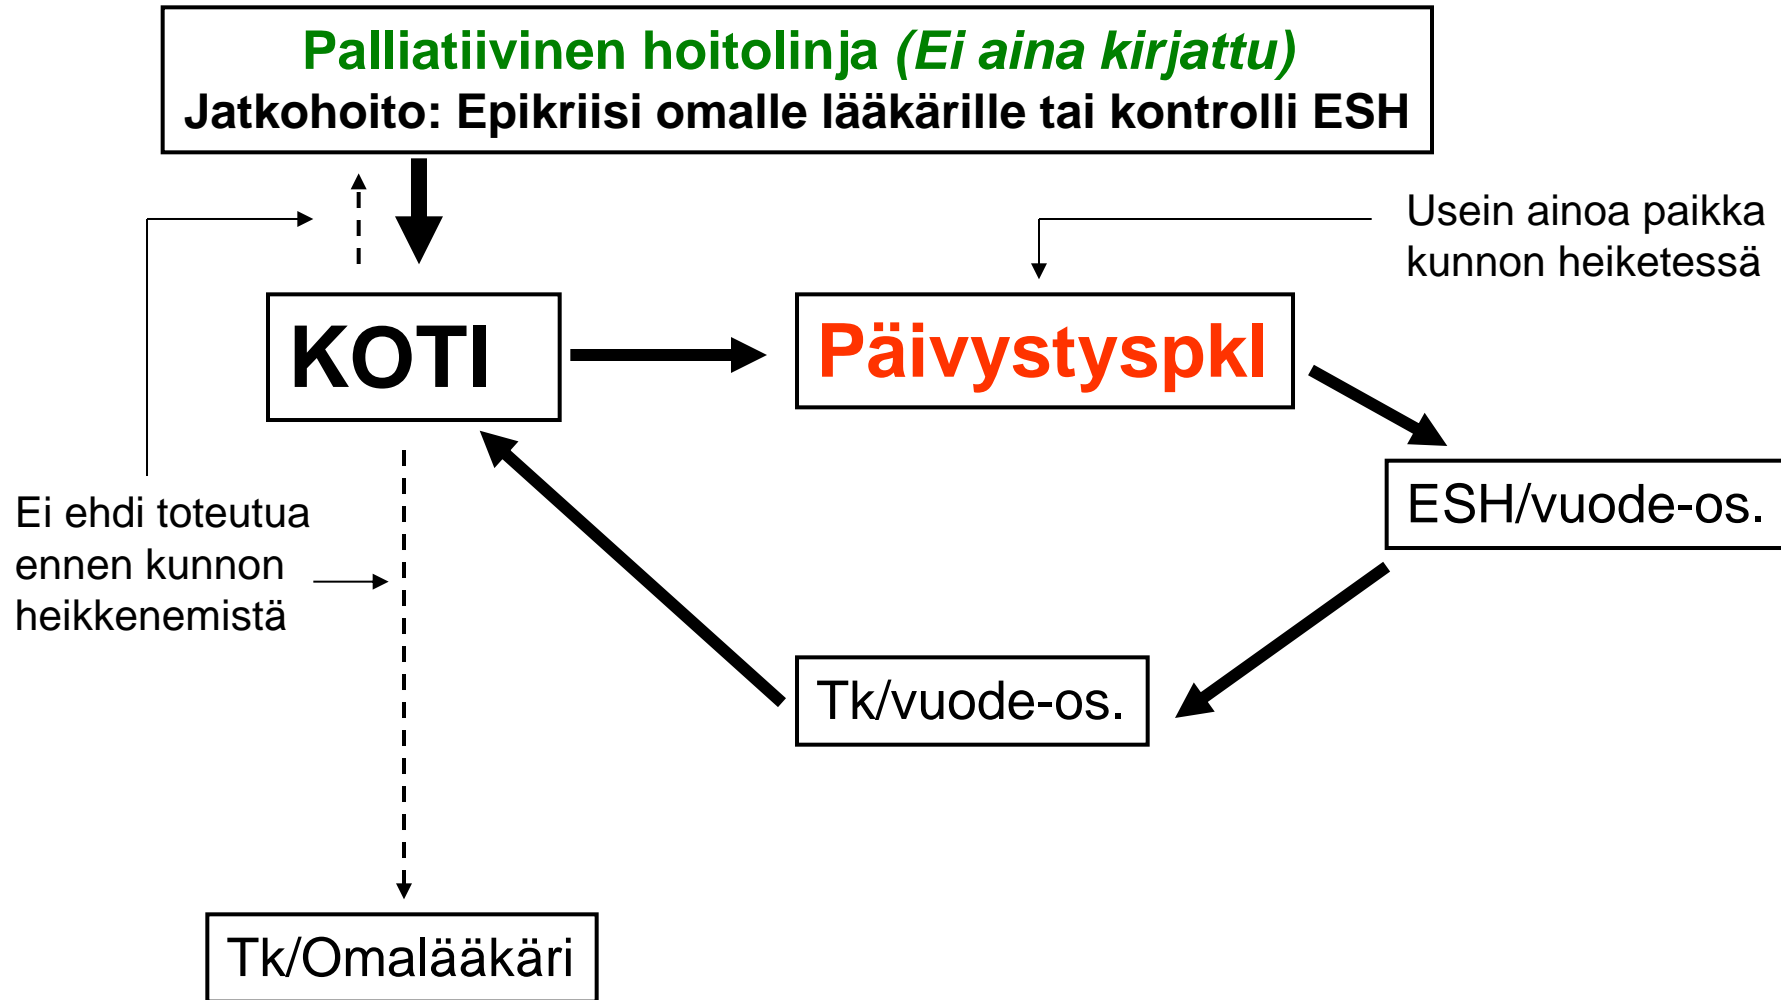 Palliatiivinen hoitolinja (Ei aina kirjattu)
Jatkohoito: Epikriisi omalle lääkärille tai kontrolli ESH
Usein ainoa paikka
kunnon heiketessä
KOTI
Päivystyspkl
ESH/vuode-os.
Ei ehdi toteutua
ennen kunnon
heikkenemistä
Tk/vuode-os.
Tk/Omalääkäri